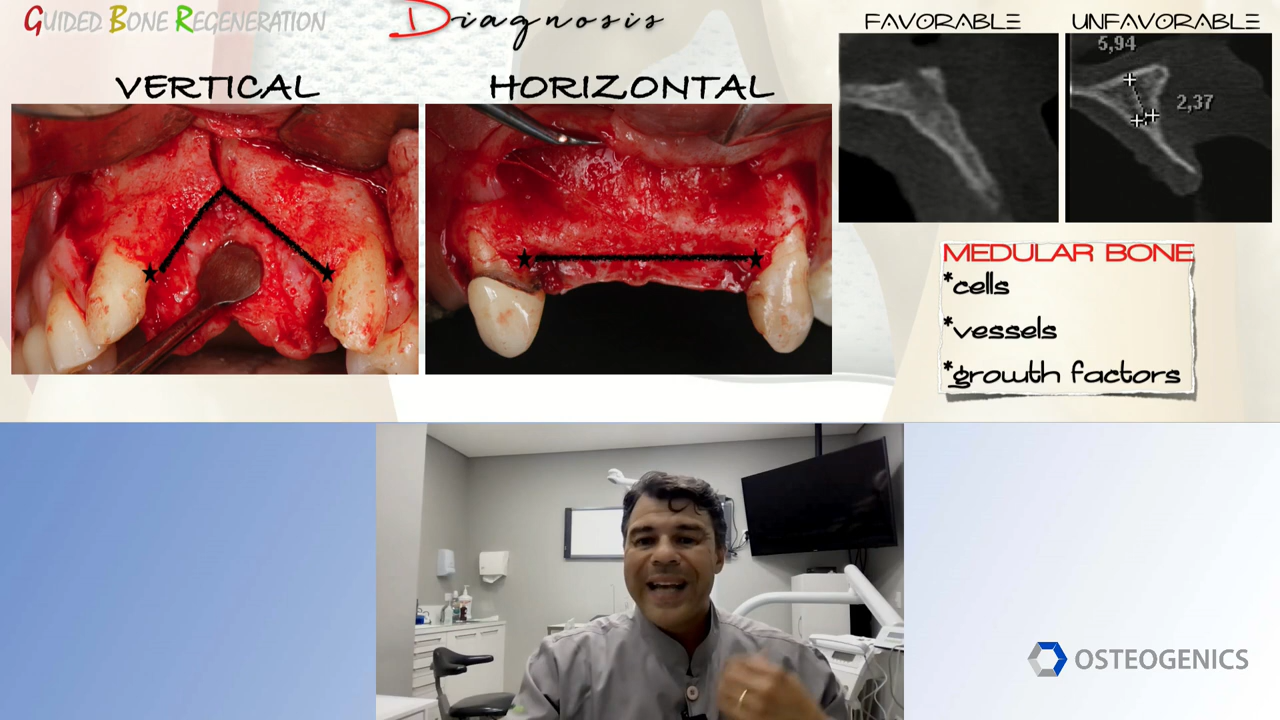 GUIDED BONE REGENERATION
Diagnosis
FAVORABLE
UNFAVORABLE
VERTICAL
HORIZONTAL
5,94
2,37
MEDULAR BONE
*cells
*vessels
*growth factors
OSTEOGENICS